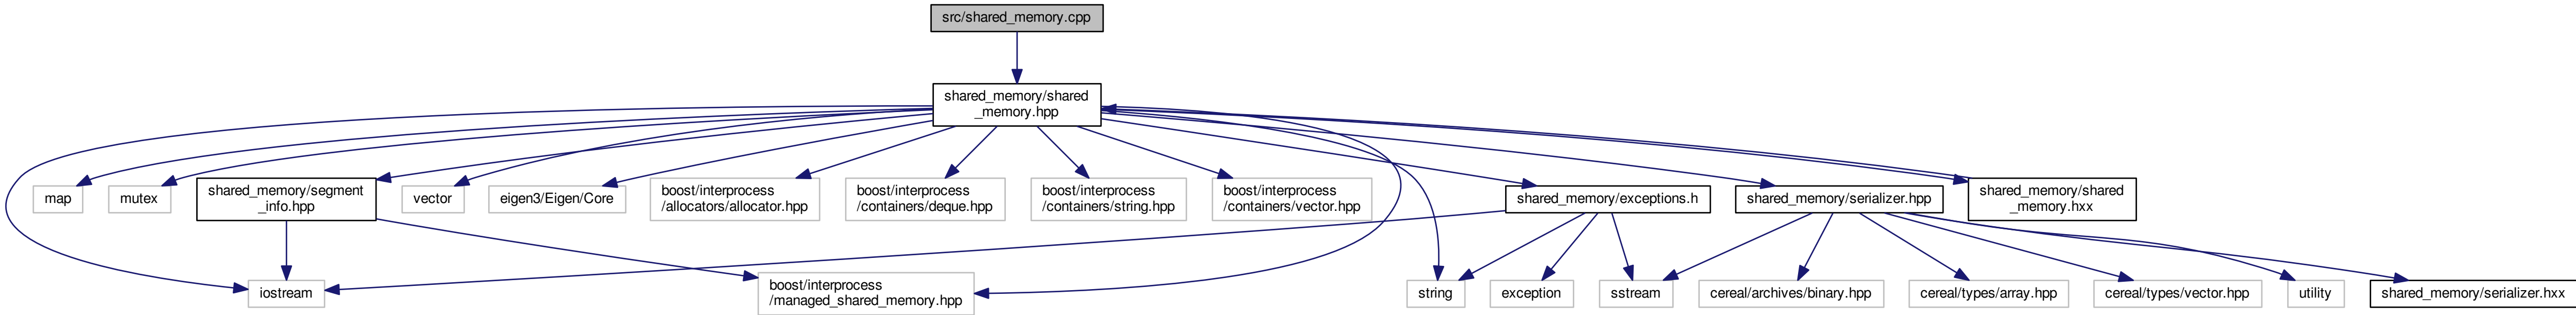 src/shared_memory.cpp
shared_memory/shared
_memory.hpp
map
mutex
shared_memory/segment
_info.hpp
vector
eigen3/Eigen/Core
boost/interprocess
/allocators/allocator.hpp
boost/interprocess
/containers/deque.hpp
boost/interprocess
/containers/string.hpp
boost/interprocess
/containers/vector.hpp
shared_memory/exceptions.h
shared_memory/serializer.hpp
shared_memory/shared
_memory.hxx
iostream
boost/interprocess
/managed_shared_memory.hpp
string
exception
sstream
cereal/archives/binary.hpp
cereal/types/array.hpp
cereal/types/vector.hpp
utility
shared_memory/serializer.hxx